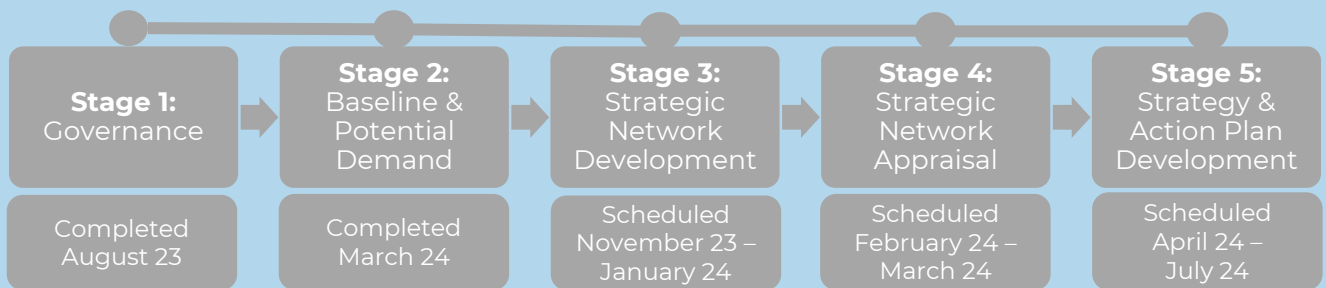 Stage 1:
Governance
Stage 2:
Baseline &
Potential
Demand
Stage 3:
Strategic
Network
Development
Stage 4:
Strategic
Network
Appraisal
Stage 5:
Strategy &
Action Plan
Development
Completed
August 23
Completed
March 24
Scheduled
November 23 –
January 24
Scheduled
February 24 –
March 24
Scheduled
April 24 –
July 24